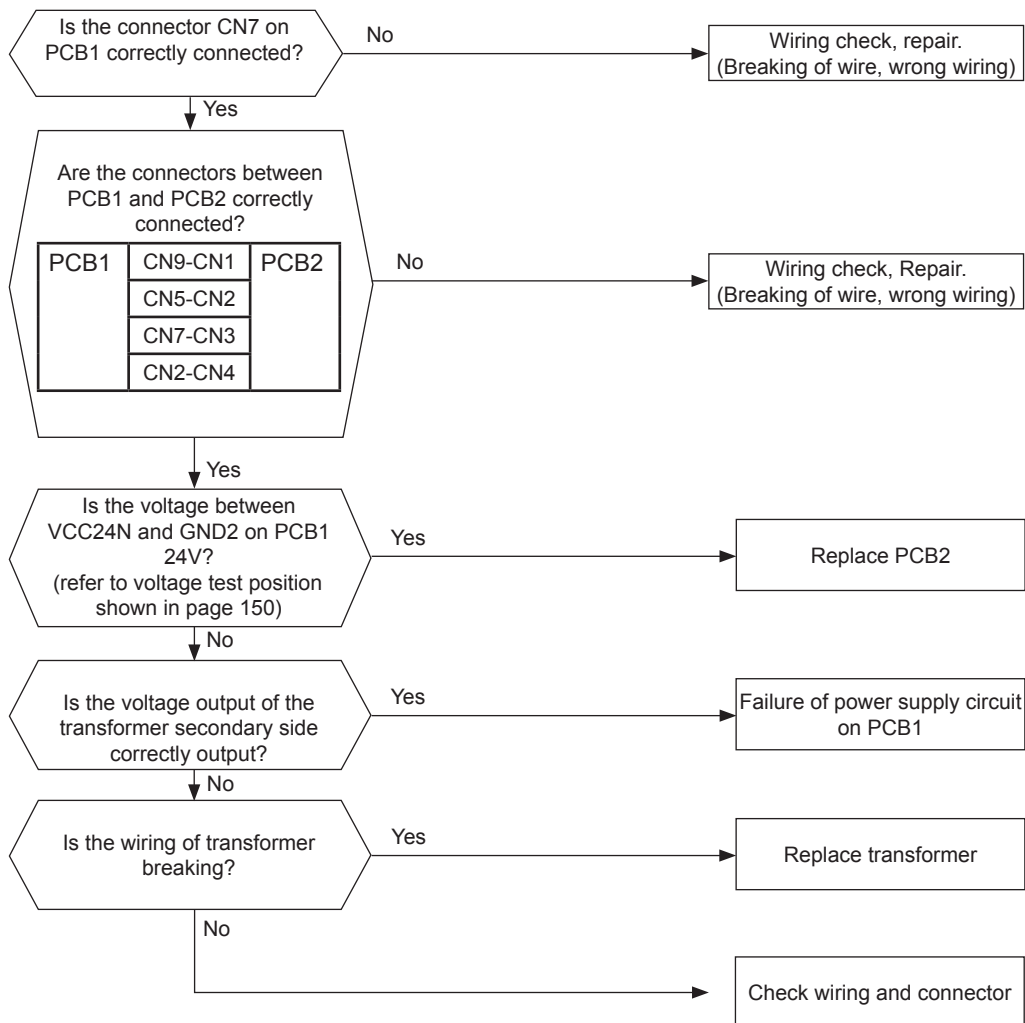 Is the connector CN7 on
PCB1 correctly connected?
No
Wiring check, repair.
(Breaking of wire, wrong wiring)
Yes
Are the connectors between
PCB1 and PCB2 correctly
connected?
PCB1
CN9-CN1
PCB2
CN5-CN2
CN7-CN3
CN2-CN4
No
Wiring check, Repair.
(Breaking of wire, wrong wiring)
Yes
Is the voltage between
VCC24N and GND2 on PCB1
24V?
(refer to voltage test position
shown in page 150)
Yes
Replace PCB2
No
Is the voltage output of the
transformer secondary side
correctly output?
Yes
Failure of power supply circuit
on PCB1
No
Is the wiring of transformer
breaking?
Yes
Replace transformer
No
Check wiring and connector